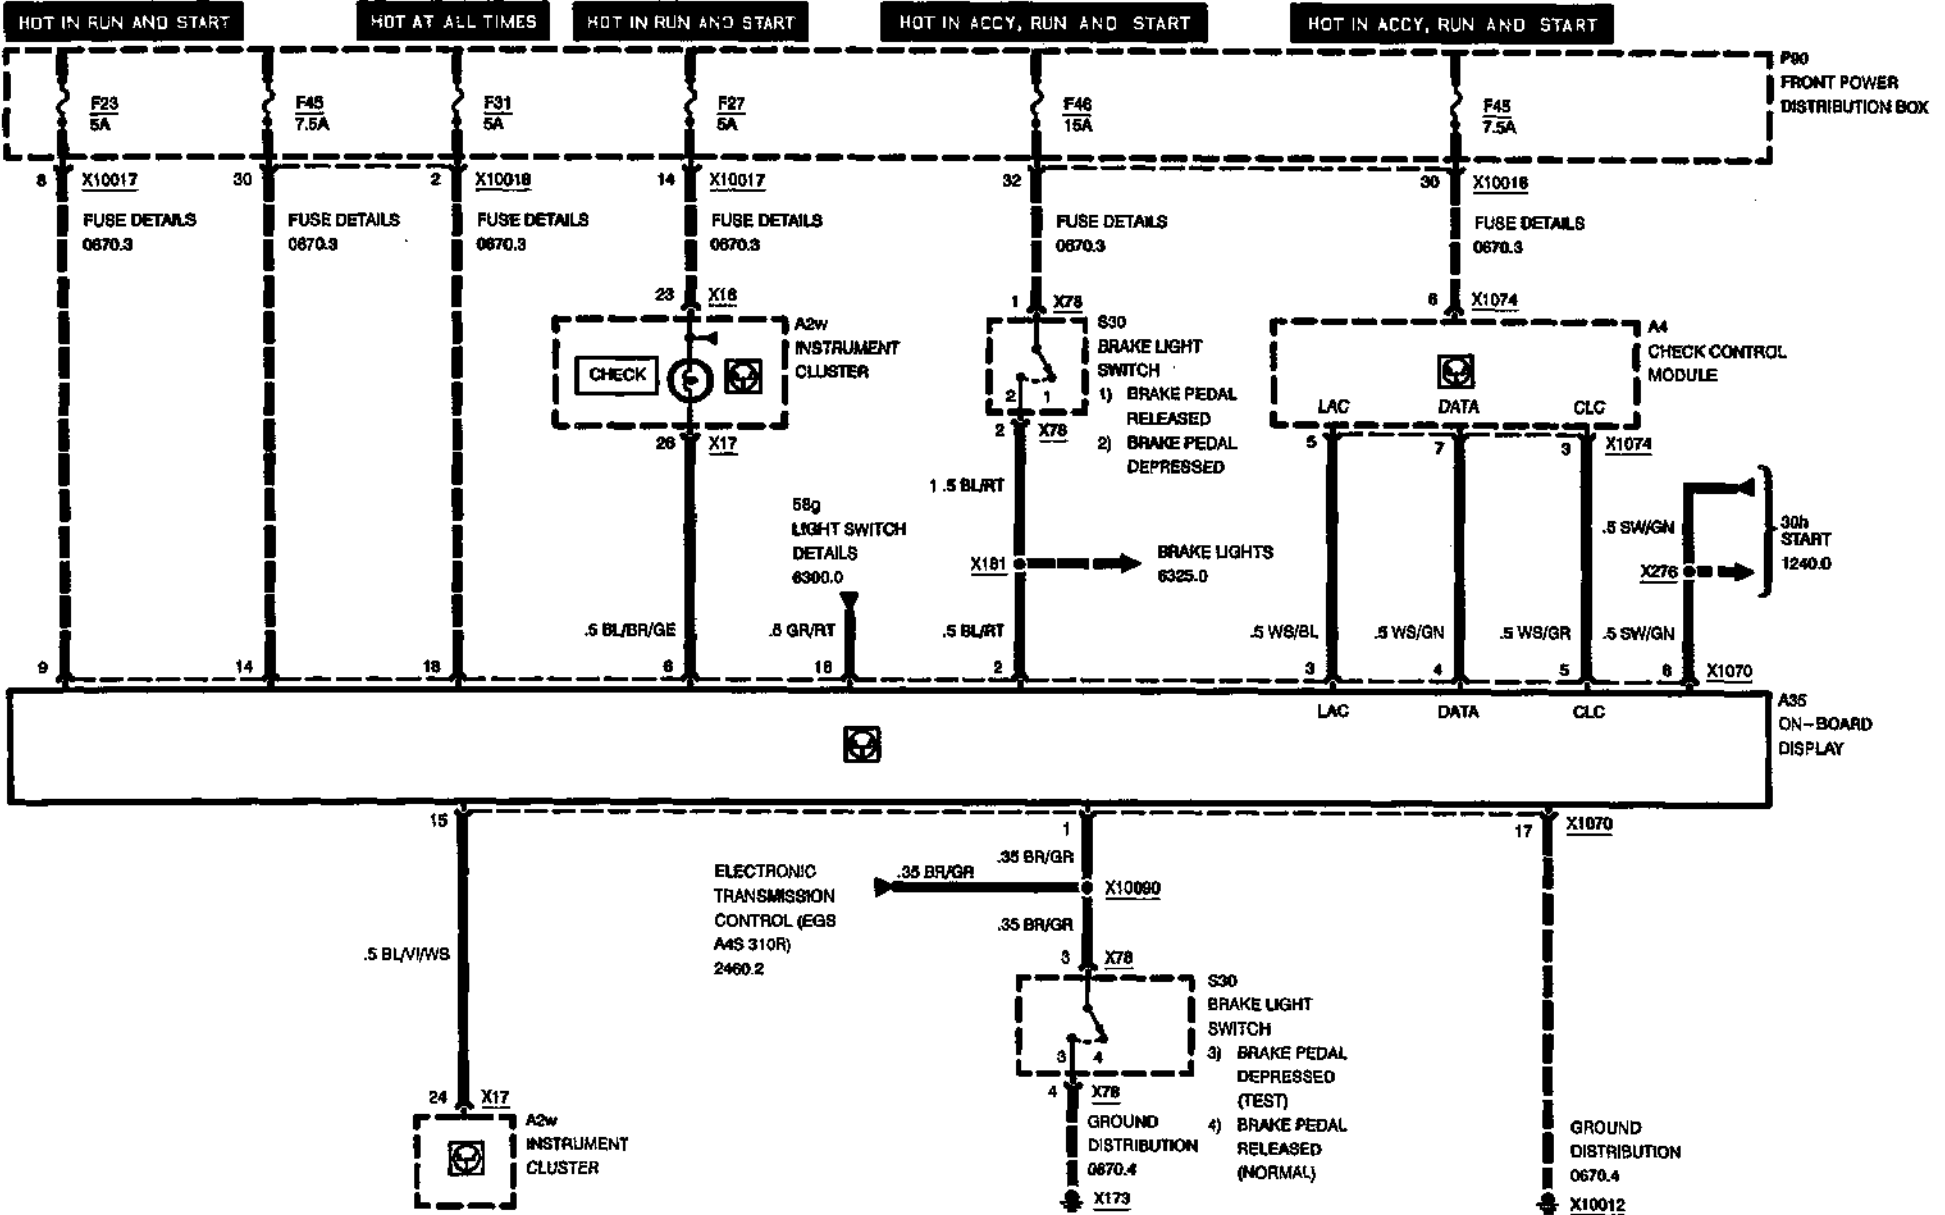 HOT IN RUN AND START
HOT AT ALL TIMES
HOT IN RUN AND START
HOT IN ACCY, RUN AND START
HOT IN ACCY, RUN AND START
P90
FRONT POWER
DISTRIBUTION BOX
F23
5A
F45
7.5A
F31
5A
F27
5A
F46
15A
F45
7.5A
8
X10017
30
2
X10018
14
X10017
32
30
X10018
FUSE DETAILS
0670.3
FUSE DETAILS
0670.3
FUSE DETAILS
0670.3
FUSE DETAILS
0670.3
FUSE DETAILS
0670.3
FUSE DETAILS
0670.3
23
X16
1
X78
6
X1074
A2w
INSTRUMENT
CLUSTER
CHECK
26
X17
S30
BRAKE LIGHT
SWITCH
1) BRAKE PEDAL
RELEASED
2) BRAKE PEDAL
DEPRESSED
2
1
2
X78
A4
CHECK CONTROL
MODULE
LAC
DATA
CLC
5
7
3
X1074
1.5 BL/RT
58g
LIGHT SWITCH
DETAILS
6300.0
X181
BRAKE LIGHTS
6325.0
.5 SW/GN
30h
START
1240.0
X276
.5 BL/BR/GE
.5 GR/RT
.5 BL/RT
.5 WS/BL
.5 WS/GN
.5 WS/GR
.5 SW/GN
9
14
18
6
16
2
3
4
5
6
X1070
LAC
DATA
CLC
A35
ON-BOARD
DISPLAY
15
1
17
X1070
.35 BR/GR
ELECTRONIC
TRANSMISSION
CONTROL (EGS
A4S 310R)
2460.2
.35 BR/GR
X10090
.35 BR/GR
.5 BL/VI/WS
3
X78
S30
BRAKE LIGHT
SWITCH
3) BRAKE PEDAL
DEPRESSED
(TEST)
4) BRAKE PEDAL
RELEASED
(NORMAL)
3
4
4
X78
GROUND
DISTRIBUTION
0670.4
X173
24
X17
A2w
INSTRUMENT
CLUSTER
GROUND
DISTRIBUTION
0670.4
X10012